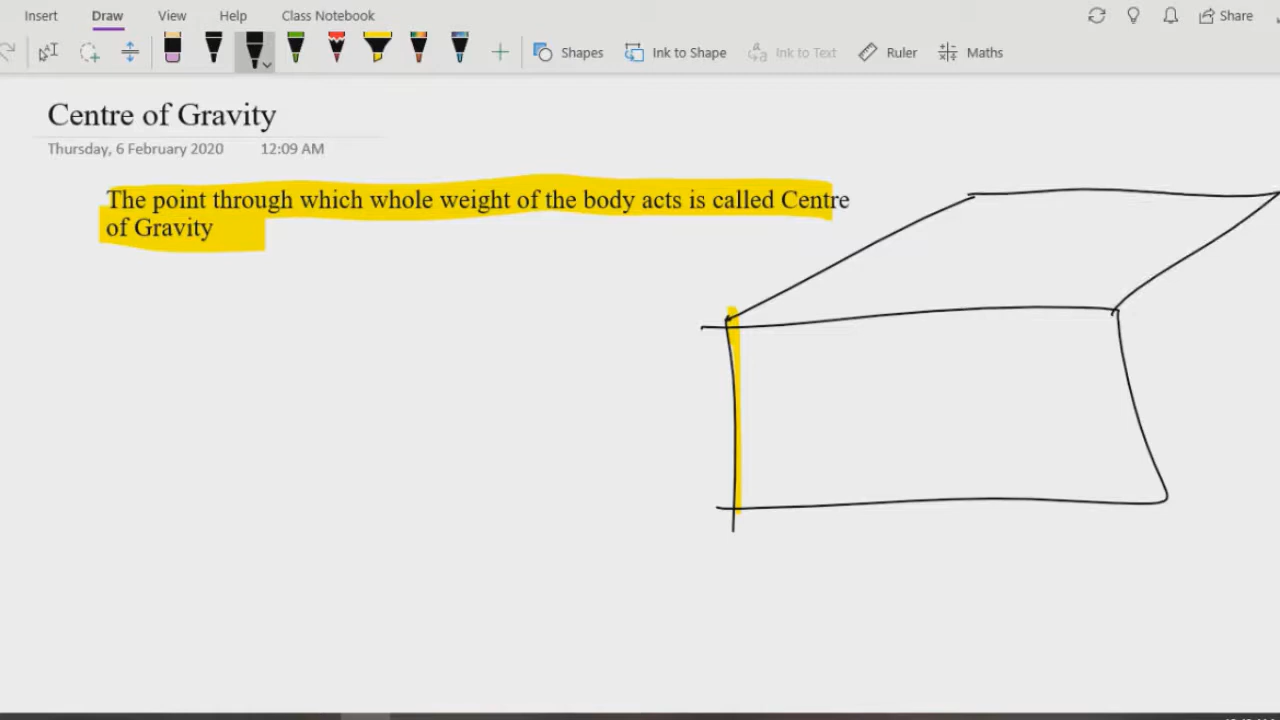 Insert Draw View Help Class Notebook Share
Shapes Ink to Shape Ink to Text Ruler Maths
Centre of Gravity
Thursday, 6 February 2020 12:09 AM
The point through which whole weight of the body acts is called Centre
of Gravity